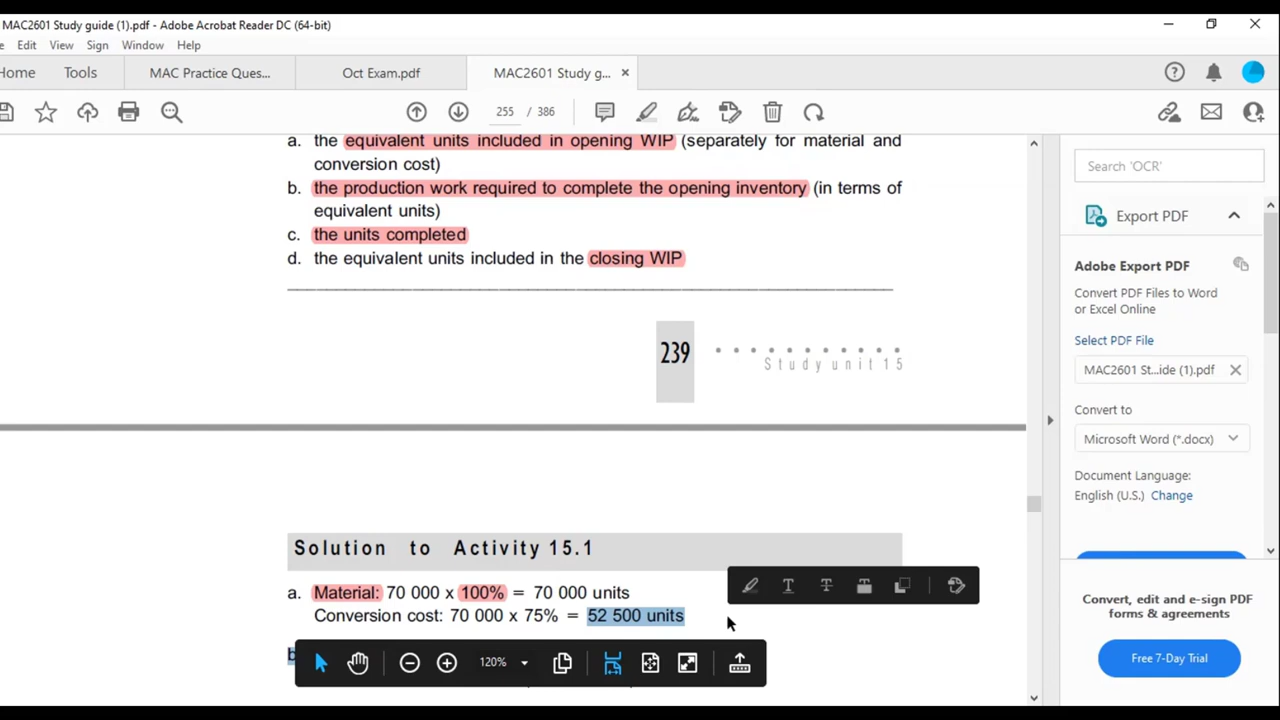 MAC2601 Study guide (1).pdf - Adobe Acrobat Reader DC (64-bit)
Edit View Sign Window Help
Home Tools MAC Practice Ques... Oct Exam.pdf MAC2601 Study g... ×
255 / 386
a. the equivalent units included in opening WIP (separately for material and
conversion cost)
b. the production work required to complete the opening inventory (in terms of
equivalent units)
c. the units completed
d. the equivalent units included in the closing WIP
239
Study unit 15
Solution to Activity 15.1
a. Material: 70 000 x 100% = 70 000 units
Conversion cost: 70 000 x 75% = 52 500 units
b
120%
Search 'OCR'
Export PDF
Adobe Export PDF
Convert PDF Files to Word
or Excel Online
Select PDF File
MAC2601 St...ide (1).pdf
Convert to
Microsoft Word (*.docx)
Document Language:
English (U.S.) Change
Convert, edit and e-sign PDF
forms & agreements
Free 7-Day Trial